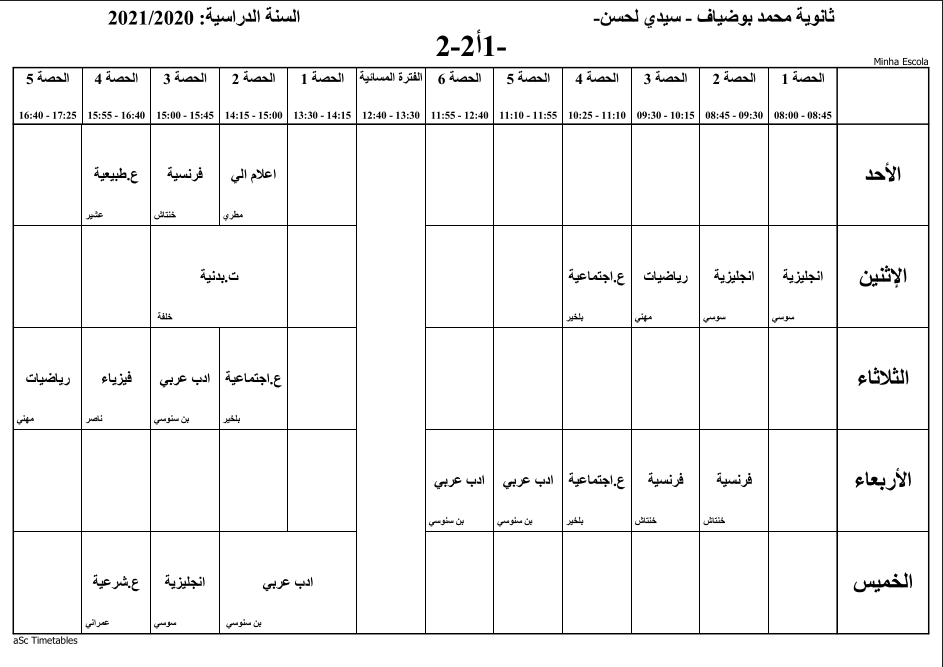 ثانوية محمد بوضياف - سيدي لحسن- السنة الدراسية: 2021/2020
-1أ2-2
Minha Escola
الحصة 1 الحصة 2 الحصة 3 الحصة 4 الحصة 5 الحصة 6 الفترة المسائية الحصة 1 الحصة 2 الحصة 3 الحصة 4 الحصة 5
08:00 - 08:45 08:45 - 09:30 09:30 - 10:15 10:25 - 11:10 11:10 - 11:55 11:55 - 12:40 12:40 - 13:30 13:30 - 14:15 14:15 - 15:00 15:00 - 15:45 15:55 - 16:40 16:40 - 17:25
الأحد اعلام الي فرنسية ع.طبيعية
مطري خنتاش عشير
الإثنين انجليزية انجليزية رياضيات ع.اجتماعية ت.بدنية
سوسي سوسي مهني بلخير خلفة
الثلاثاء ع.اجتماعية ادب عربي فيزياء رياضيات
بلخير بن سنوسي ناصر مهني
الأربعاء فرنسية فرنسية ع.اجتماعية ادب عربي ادب عربي
خنتاش خنتاش بلخير بن سنوسي بن سنوسي
الخميس ادب عربي انجليزية ع.شرعية
بن سنوسي سوسي عمراني
aSc Timetables